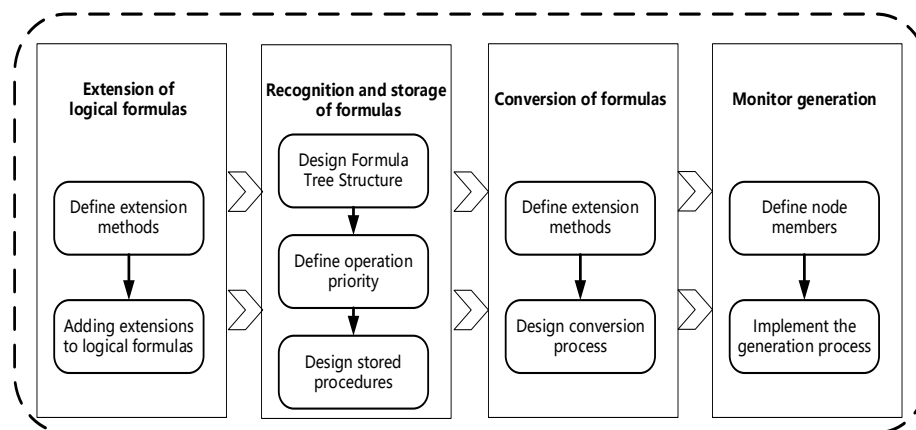 Extension of
logical formulas
Define extension
methods
Adding extensions
to logical formulas
Recognition and storage
of formulas
Design Formula
Tree Structure
Define operation
priority
Design stored
procedures
Conversion of formulas
Define extension
methods
Design conversion
process
Monitor generation
Define node
members
Implement the
generation process